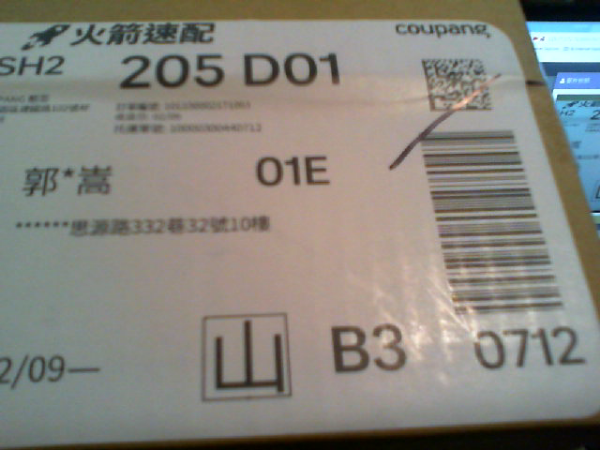 火箭速配
coupang
SH2
205 D01
郭*嵩
01E
******思源路332巷32號10樓
山
B3
0712
2/09—